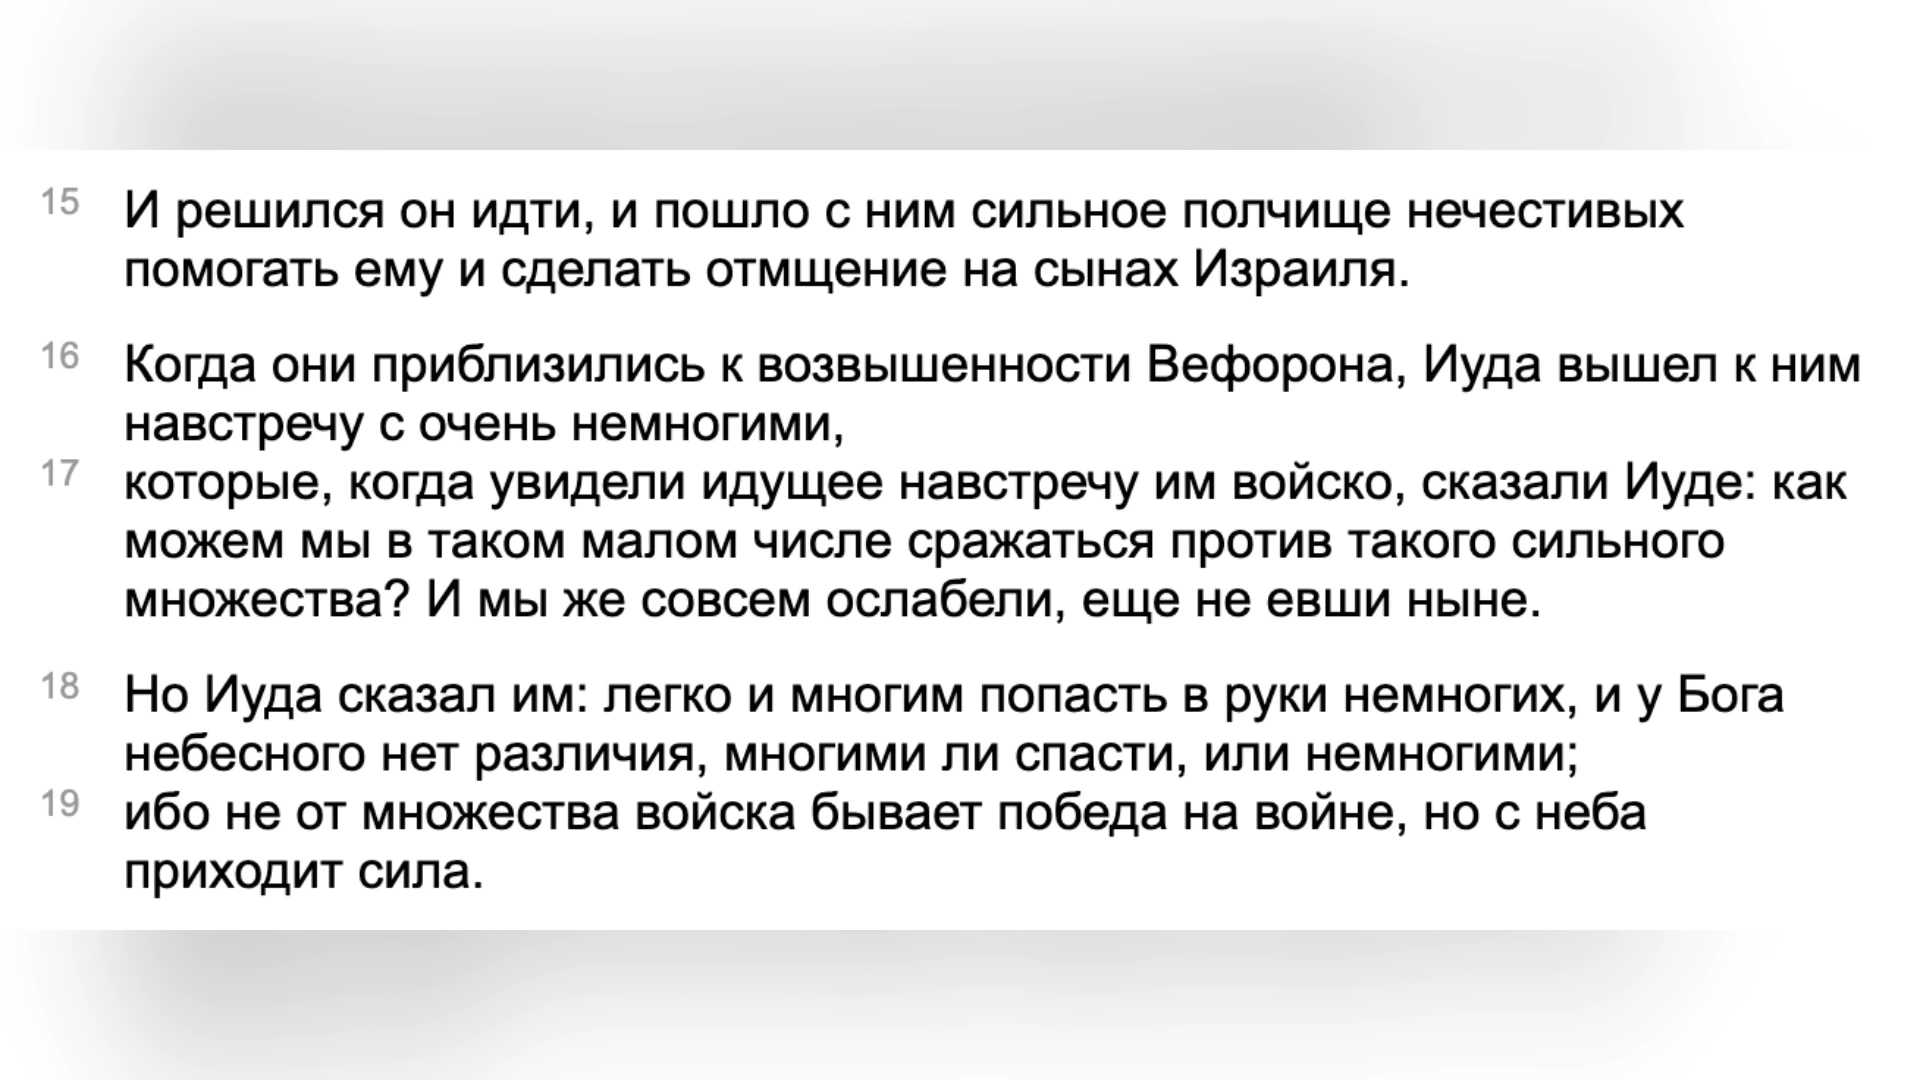 15 И решился он идти, и пошло с ним сильное полчище нечестивых
помогать ему и сделать отмщение на сынах Израиля.
16 Когда они приблизились к возвышенности Вефорона, Иуда вышел к ним
навстречу с очень немногими,
17 которые, когда увидели идущее навстречу им войско, сказали Иуде: как
можем мы в таком малом числе сражаться против такого сильного
множества? И мы же совсем ослабели, еще не евши ныне.
18 Но Иуда сказал им: легко и многим попасть в руки немногих, и у Бога
небесного нет различия, многими ли спасти, или немногими;
19 ибо не от множества войска бывает победа на войне, но с неба
приходит сила.